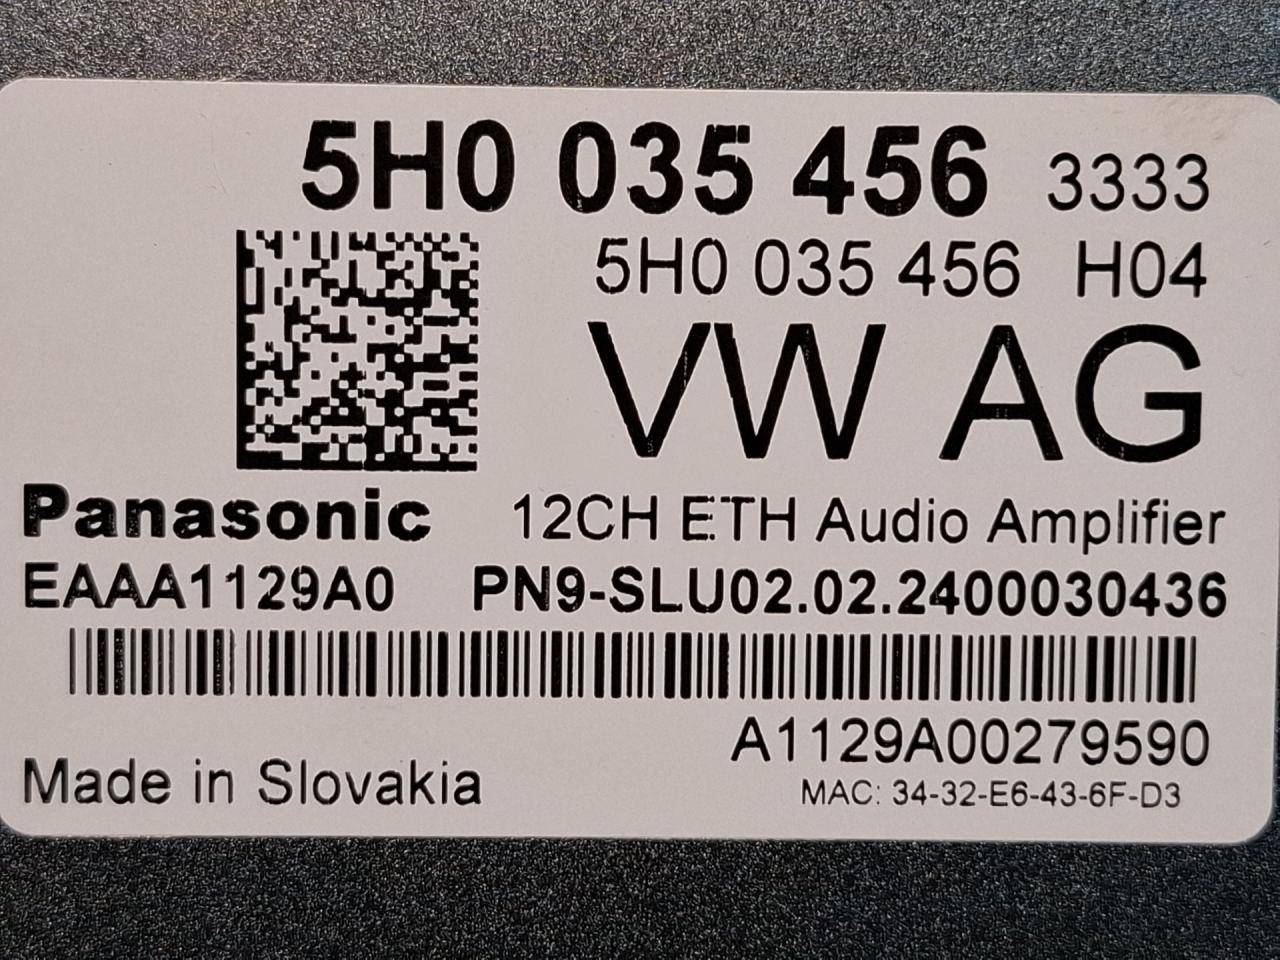 5H0 035 456 3333
5H0 035 456 H04
VW AG
Panasonic 12CH ETH Audio Amplifier
EAAA1129A0 PN9-SLU02.02.2400030436
A1129A00279590
Made in Slovakia
MAC: 34-32-E6-43-6F-D3